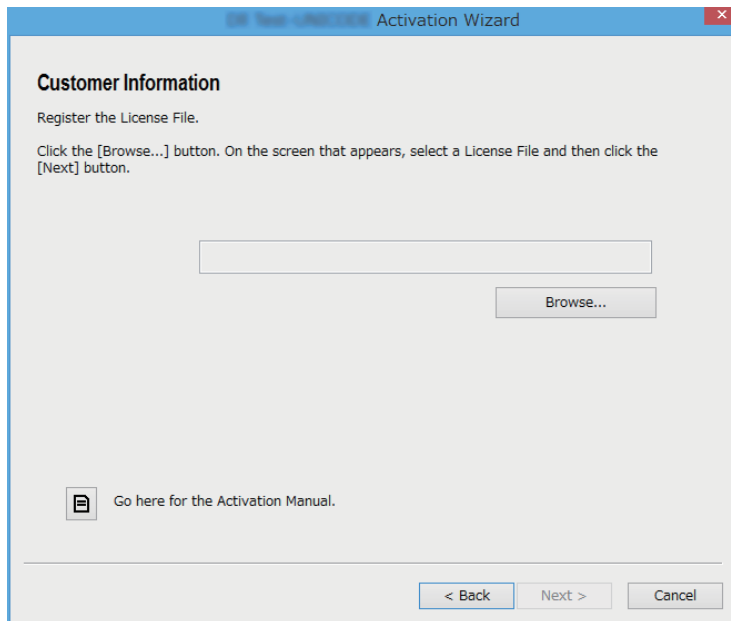 Activation Wizard
Customer Information
Register the License File.
Click the [Browse...] button. On the screen that appears, select a License File and then click the
[Next] button.
Browse...
Go here for the Activation Manual.
< Back
Next >
Cancel